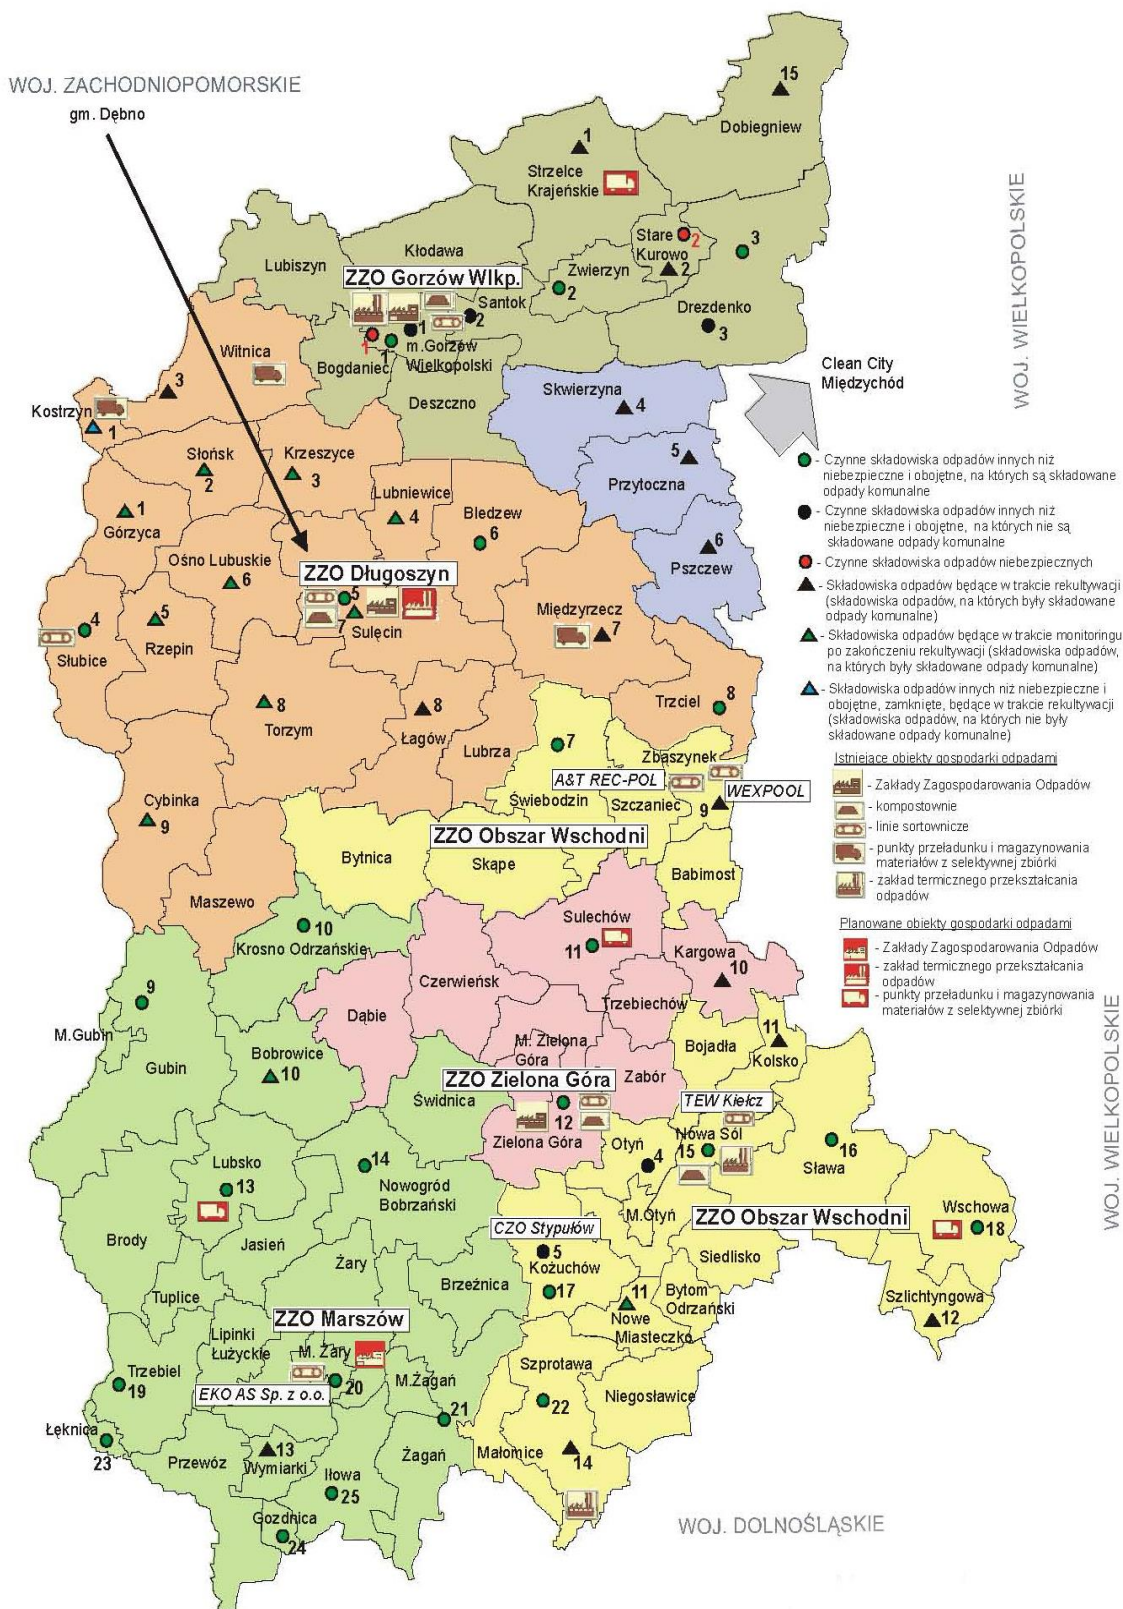 WOJ. ZACHODNIOPOMORSKIE
gm. Dębno
15
Dobiegniew
1
Strzelce
Krajeńskie
WOJ. WIELKOPOLSKIE
Stare
Kurowo
2
2
3
Kłodawa
Lubiszyn
Zwierzyn
2
ZZO Gorzów Wlkp.
Santok
2
1
1
1
m.Gorzów
Wielkopolski
Bogdaniec
Drezdenko
3
Deszczno
Witnica
3
Kostrzyn
1
Clean City
Międzychód
Skwierzyna
4
5
Przytoczna
6
Pszczew
Słońsk
2
Krzeszyce
3
1
Górzyca
Lubniewice
4
Bledzew
6
Ośno Lubuskie
6
ZZO Długoszyn
5
7
Sulęcin
4
Słubice
5
Rzepin
Międzyrzecz
7
8
Torzym
8
Łagów
Lubrza
Trzciel
8
7
Zbąszynek
A&T REC-POL
WEXPOOL
Świebodzin
Szczaniec
9
Cybinka
9
ZZO Obszar Wschodni
Bytnica
Skąpe
Babimost
Maszewo
- Czynne składowiska odpadów innych niż
niebezpieczne i obojętne, na których są składowane
odpady komunalne
- Czynne składowiska odpadów innych niż
niebezpieczne i obojętne, na których nie są
składowane odpady komunalne
- Czynne składowiska odpadów niebezpiecznych
- Składowiska odpadów będące w trakcie rekultywacji
(składowiska odpadów, na których były składowane
odpady komunalne)
- Składowiska odpadów będące w trakcie monitoringu
po zakończeniu rekultywacji (składowiska odpadów,
na których były składowane odpady komunalne)
- Składowiska odpadów innych niż niebezpieczne i
obojętne, zamknięte, będące w trakcie rekultywacji
(składowiska odpadów, na których nie były
składowane odpady komunalne)
Istniejące obiekty gospodarki odpadami
- Zakłady Zagospodarowania Odpadów
- kompostownie
- linie sortownicze
- punkty przeładunku i magazynowania
materiałów z selektywnej zbiórki
- zakład termicznego przekształcania
odpadów
Planowane obiekty gospodarki odpadami
- Zakłady Zagospodarowania Odpadów
- zakład termicznego przekształcania
odpadów
- punkty przeładunku i magazynowania
materiałów z selektywnej zbiórki
10
Krosno Odrzańskie
Sulechów
11
Kargowa
10
9
M.Gubin
Gubin
Czerwieńsk
Dąbie
Trzebiechów
Bobrowice
10
M. Zielona
Góra
Bojadła
11
Kolsko
Świdnica
ZZO Zielona Góra
Zabór
12
Zielona Góra
TEW Kiełcz
Nowa Sól
15
Otyń
4
16
Sława
WOJ. WIELKOPOLSKIE
Lubsko
13
14
Nowogród
Bobrzański
M.Otyń
ZZO Obszar Wschodni
Wschowa
18
Brody
Jasień
CZO Stypułów
5
Kożuchów
17
Siedlisko
Żary
Tuplice
Brzeźnica
Bytom
Odrzański
11
Nowe
Miasteczko
Szlichtyngowa
12
ZZO Marszów
Lipinki
Łużyckie
M. Żary
20
Trzebiel
19
EKO AS Sp. z o.o.
M.Żagań
21
Szprotawa
22
Niegosławice
Łęknica
23
Przewóz
13
Wymiarki
Żagań
Małomice
14
Iłowa
25
Gozdnica
24
WOJ. DOLNOŚLĄSKIE